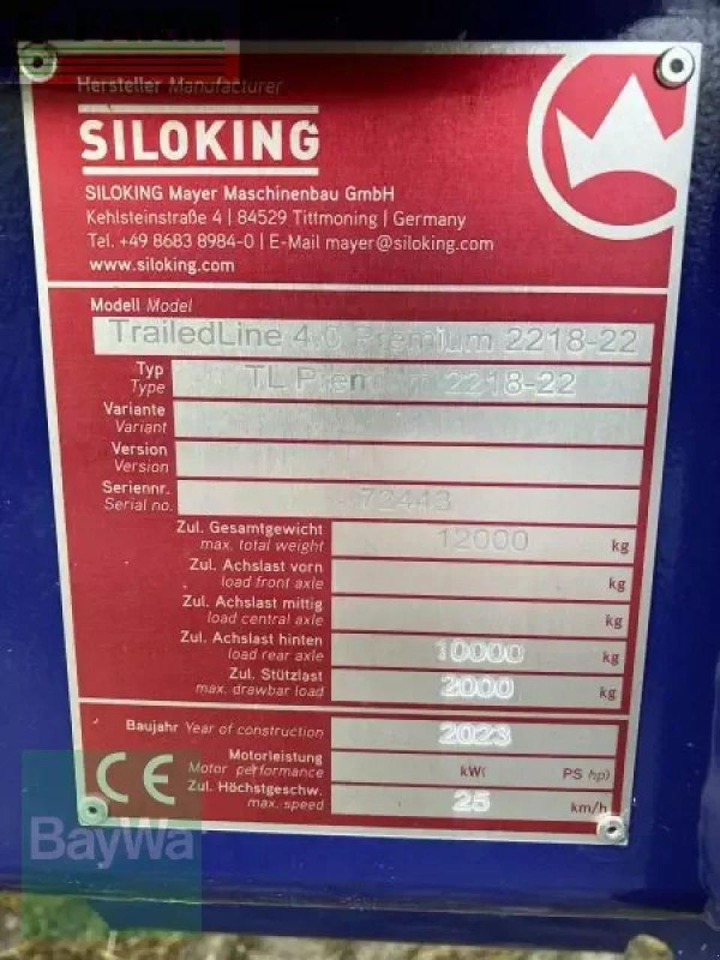 Hersteller Manufacturer
SILOKING
SILOKING Mayer Maschinenbau GmbH
Kehlsteinstraße 4 | 84529 Tittmoning | Germany
Tel. +49 8683 8984-0 | E-Mail mayer@siloking.com
www.siloking.com
Modell Model
TrailedLine 4.0 Premium 2218-22
Typ
Type
TL Premium 2218-22
Variante
Variant
Version
Version
Seriennr.
Serial no.
72443
Zul. Gesamtgewicht
max. total weight
12000 kg
Zul. Achslast vorn
load front axle
kg
Zul. Achslast mittig
load central axle
kg
Zul. Achslast hinten
load rear axle
10000 kg
Zul. Stützlast
max. drawbar load
2000 kg
Baujahr Year of construction
2023
Motorleistung
Motor performance
kW( PS hp)
Zul. Höchstgeschw.
max. speed
25 km/h
CE
BayWa